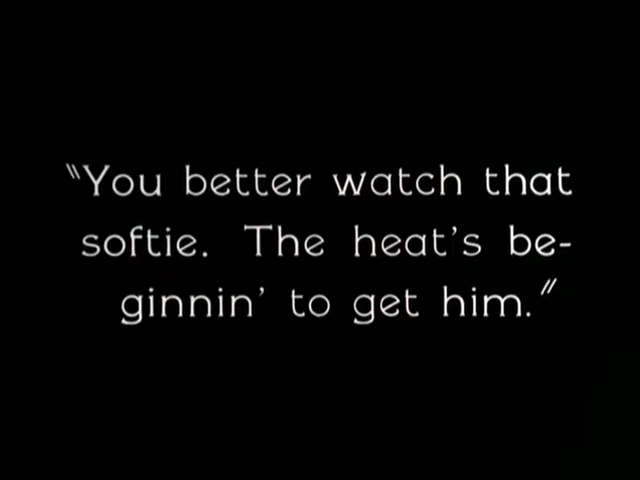 "You better watch that
softie. The heat's be-
ginnin' to get him."